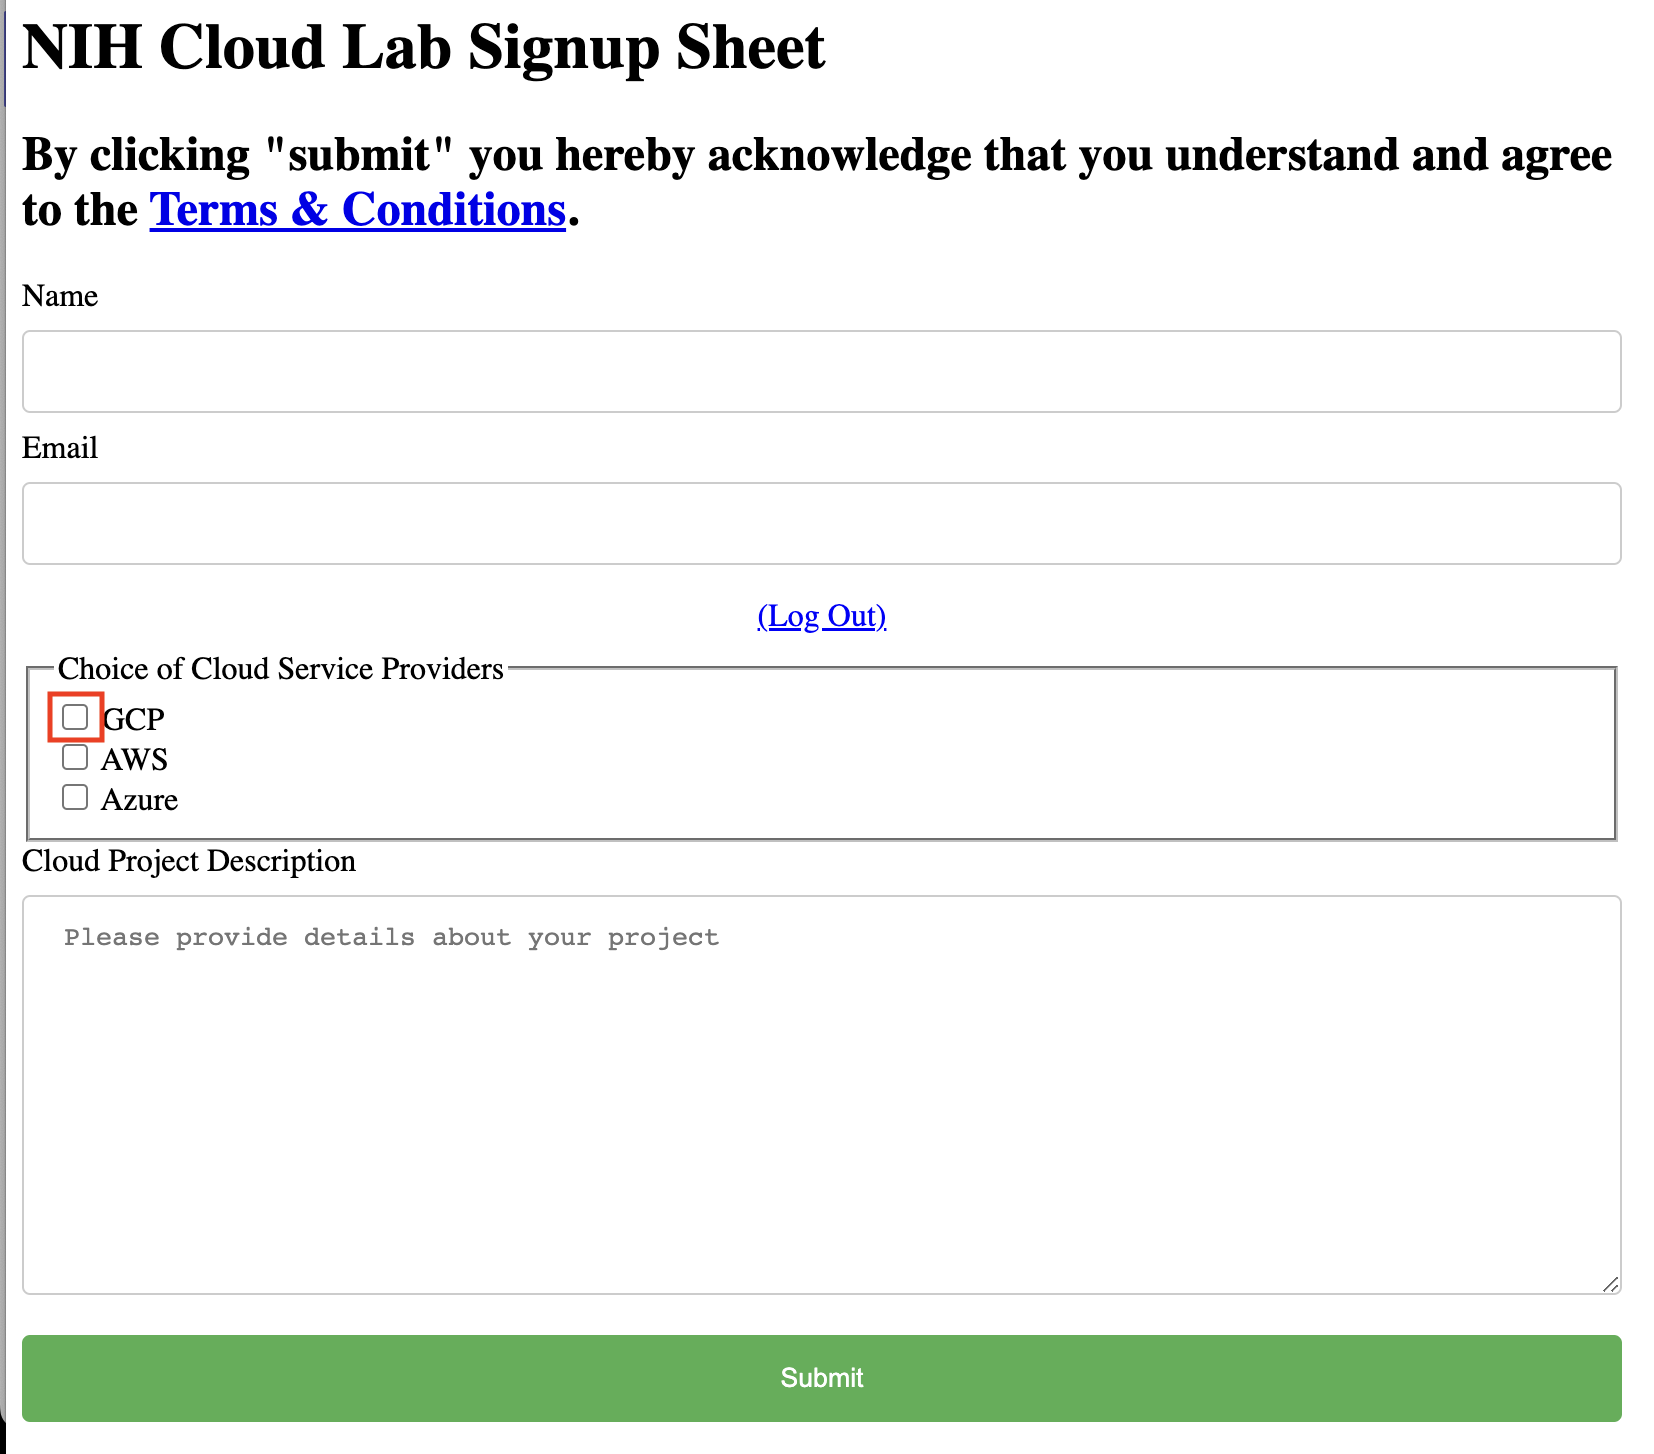 NIH Cloud Lab Signup Sheet
By clicking "submit" you hereby acknowledge that you understand and agree
to the Terms & Conditions.
Name
Email
(Log Out)
Choice of Cloud Service Providers
GCP
AWS
Azure
Cloud Project Description
Please provide details about your project
Submit